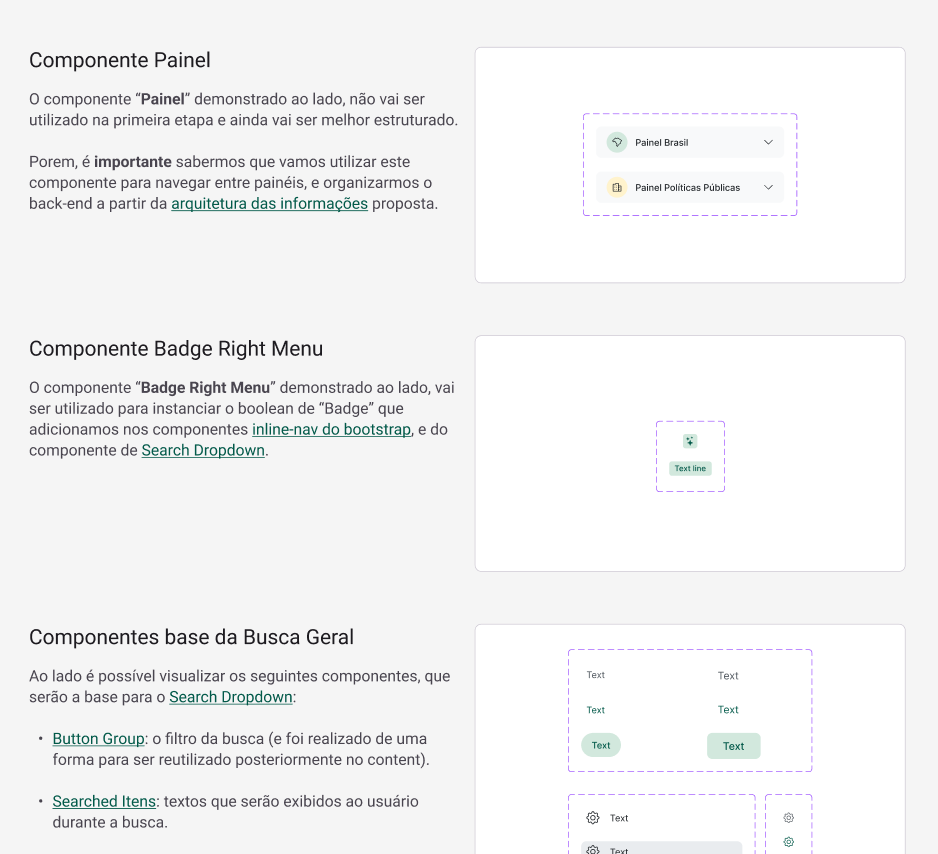 Componente Painel
O componente “Painel” demonstrado ao lado, não vai ser
utilizado na primeira etapa e ainda vai ser melhor estruturado.
Porem, é importante sabermos que vamos utilizar este
componente para navegar entre painéis, e organizarmos o
back-end a partir da arquitetura das informações proposta.
Painel Brasil
Painel Políticas Públicas
Componente Badge Right Menu
O componente “Badge Right Menu” demonstrado ao lado, vai
ser utilizado para instanciar o boolean de “Badge” que
adicionamos nos componentes inline-nav do bootstrap, e do
componente de Search Dropdown.
Text line
Componentes base da Busca Geral
Ao lado é possível visualizar os seguintes componentes, que
serão a base para o Search Dropdown:
• Button Group: o filtro da busca (e foi realizado de uma
forma para ser reutilizado posteriormente no content).
• Searched Itens: textos que serão exibidos ao usuário
durante a busca.
Text Text
Text Text
Text Text
Text
Text